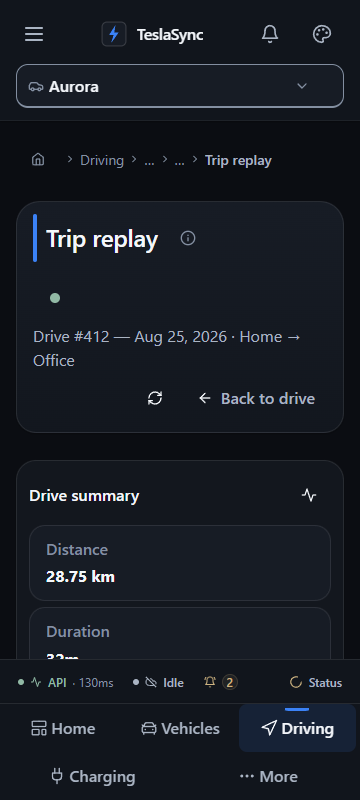 TeslaSync
Aurora
Driving > ... > ... > Trip replay
Trip replay
Drive #412 — Aug 25, 2026 · Home →
Office
Back to drive
Drive summary
Distance
28.75 km
Duration
32m
API · 130ms
Idle
2
Status
Home
Vehicles
Driving
Charging
More